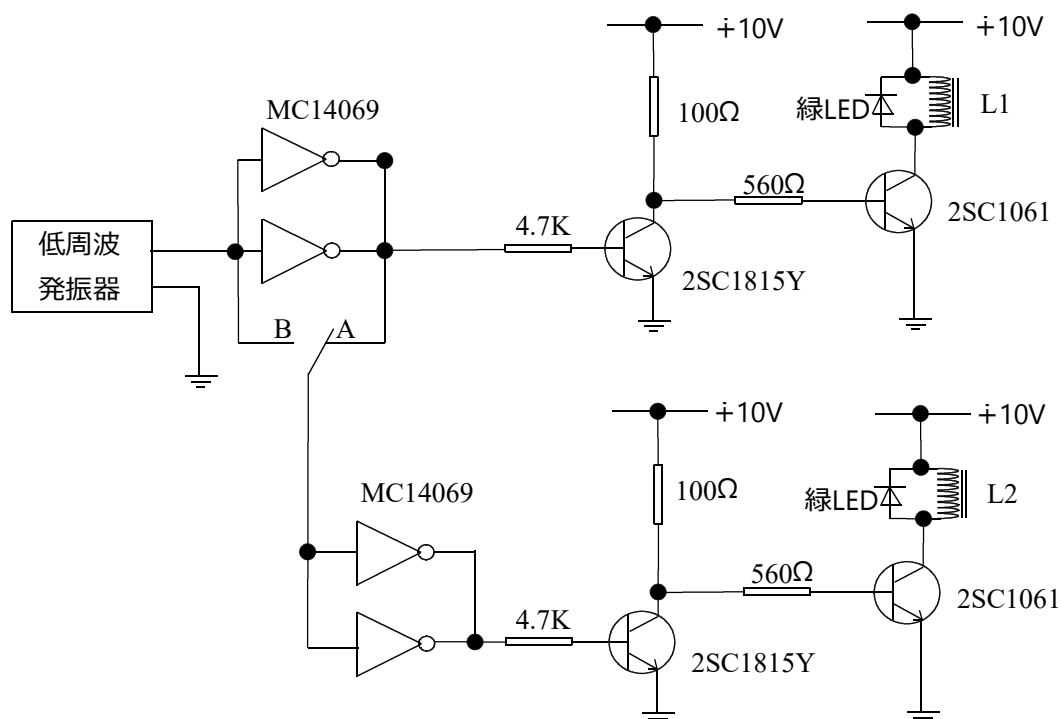 ∔10V
∔10V
MC14069
100Ω
緑LED
L1
560Ω
2SC1061
4.7K
低周波
発振器
2SC1815Y
B
A
∔10V
∔10V
MC14069
100Ω
緑LED
L2
560Ω
2SC1061
4.7K
2SC1815Y